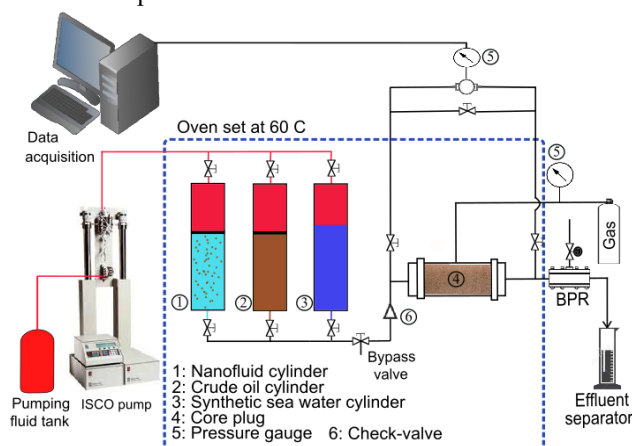 Data
acquisition
Oven set at 60 C
5
5
Gas
1
2
3
4
6
BPR
Bypass
valve
Pumping
fluid tank
ISCO pump
1: Nanofluid cylinder
2: Crude oil cylinder
3: Synthetic sea water cylinder
4: Core plug
5: Pressure gauge 6: Check-valve
Effluent
separator